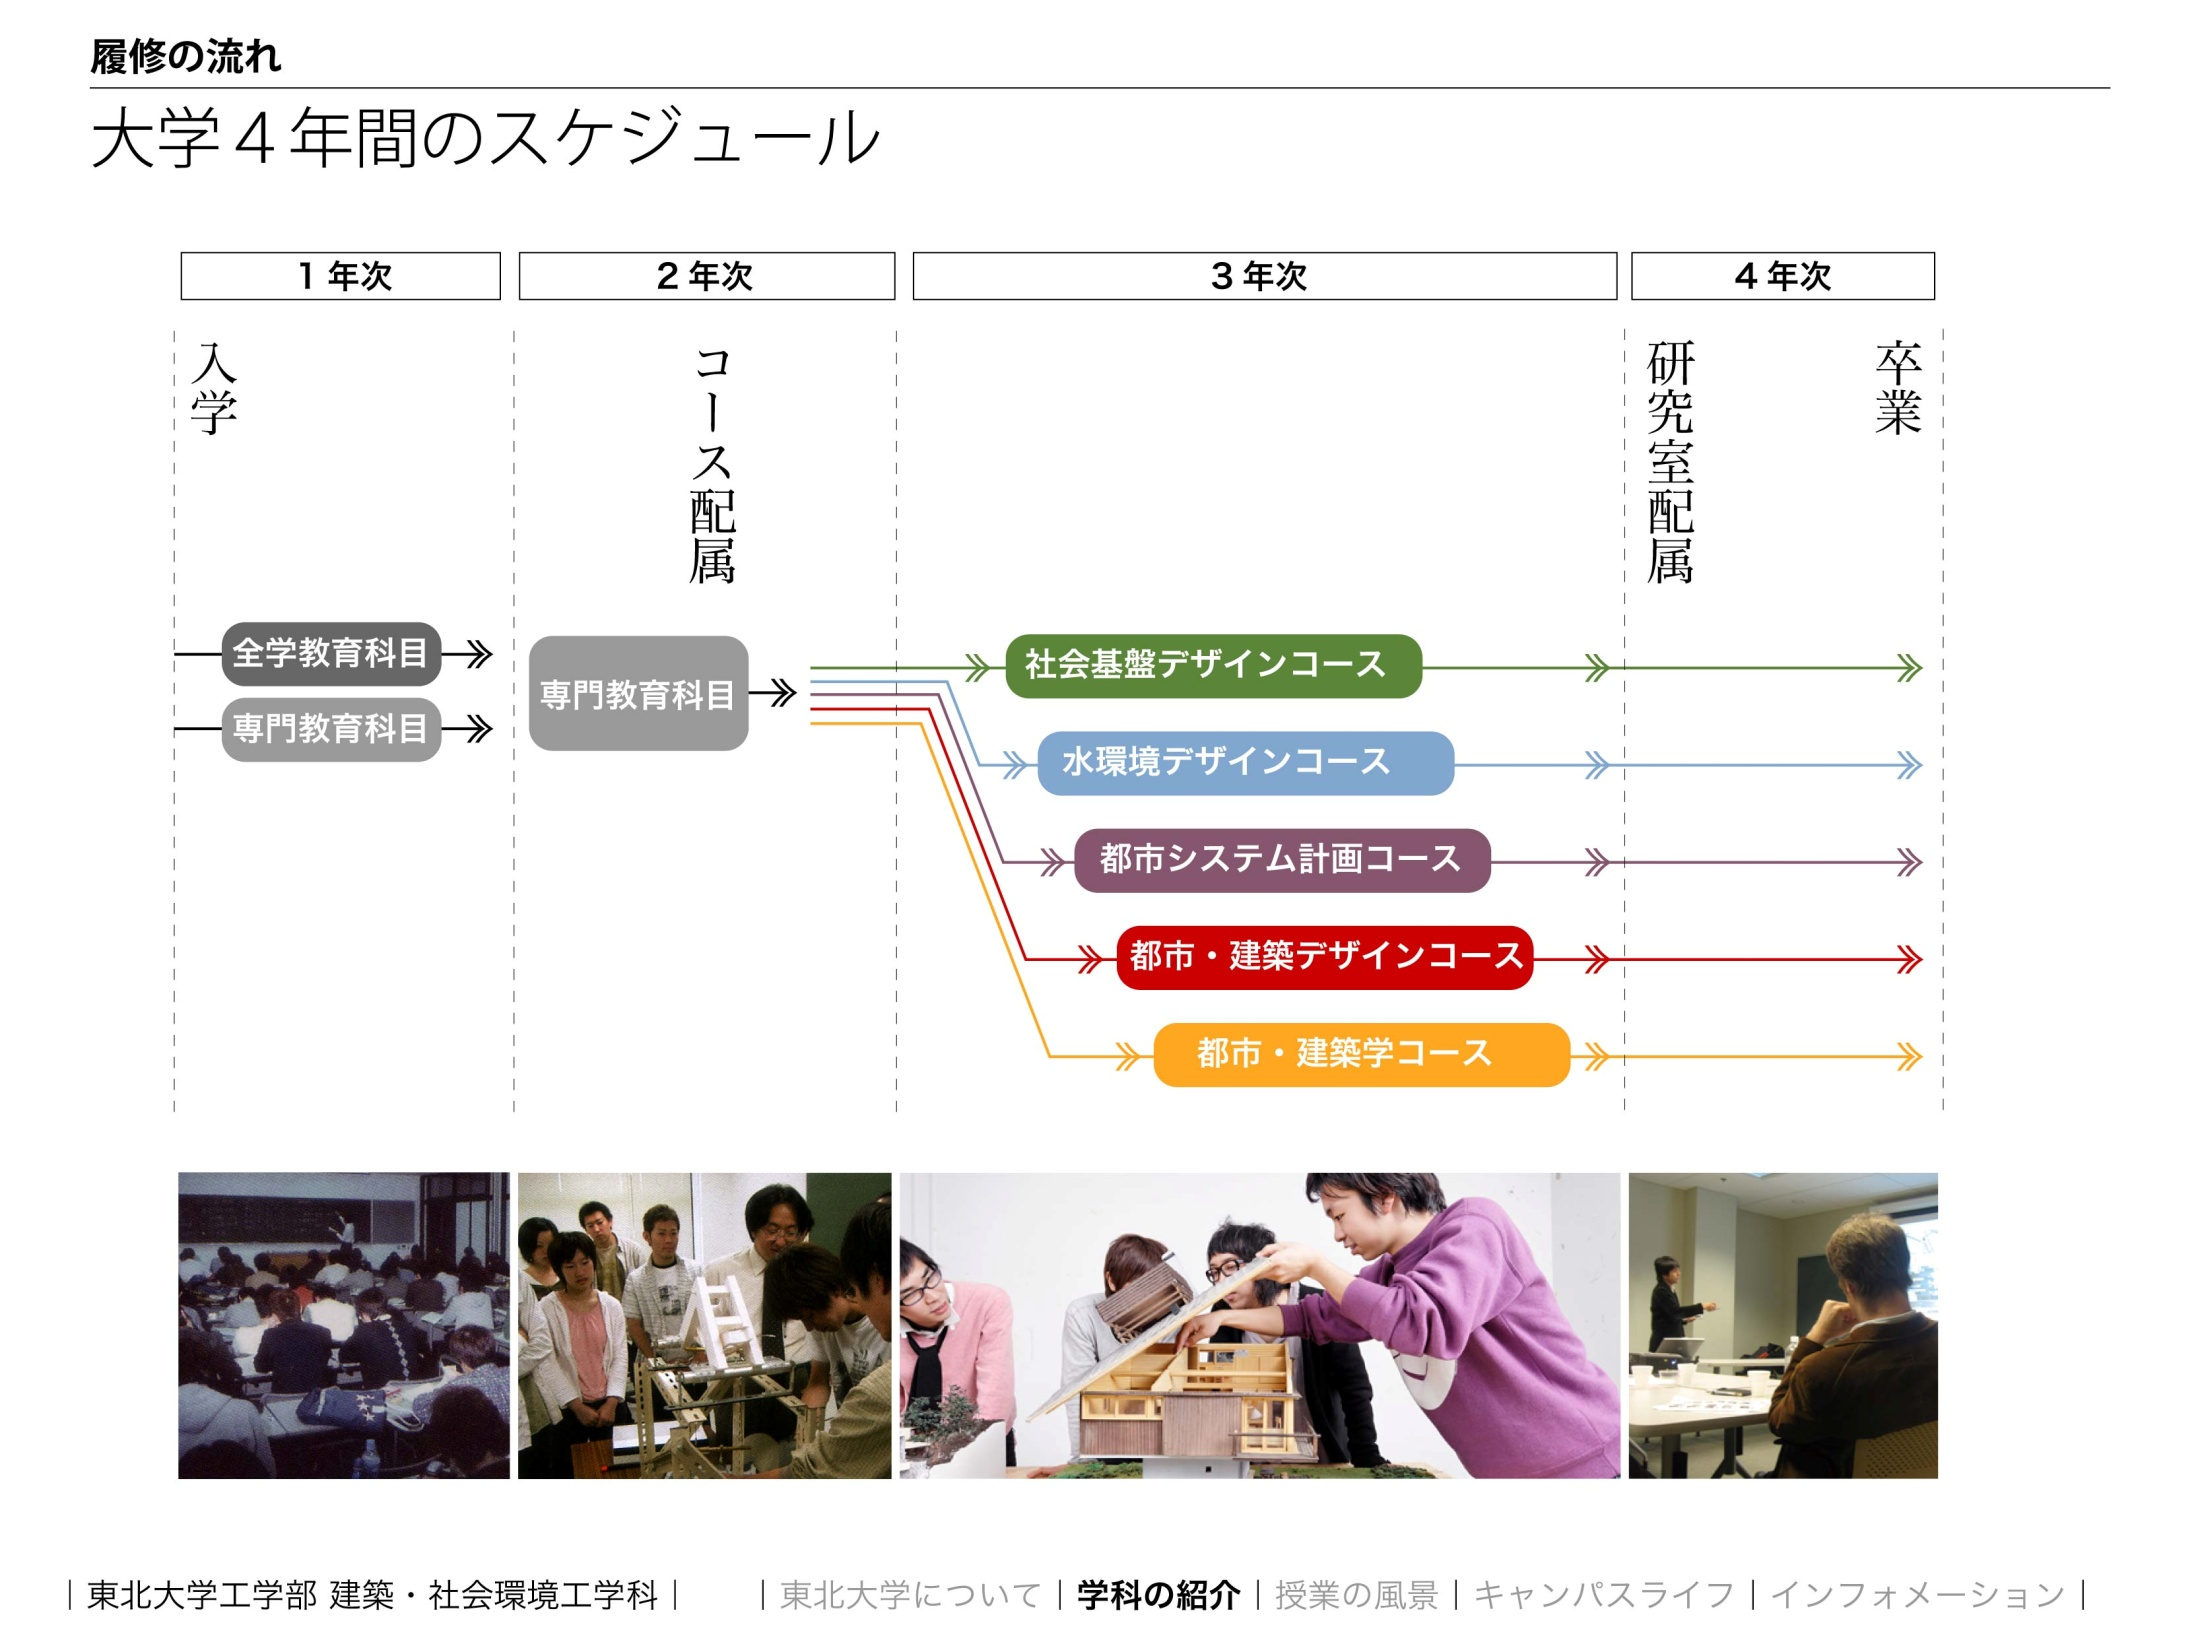 履修の流れ
大学４年間のスケジュール
1 年次
2 年次
3 年次
4 年次
入学
コース配属
研究室配属
卒業
全学教育科目
専門教育科目
専門教育科目
社会基盤デザインコース
水環境デザインコース
都市システム計画コース
都市・建築デザインコース
都市・建築学コース
｜東北大学工学部 建築・社会環境工学科｜
｜東北大学について｜学科の紹介｜授業の風景｜キャンパスライフ｜インフォメーション｜